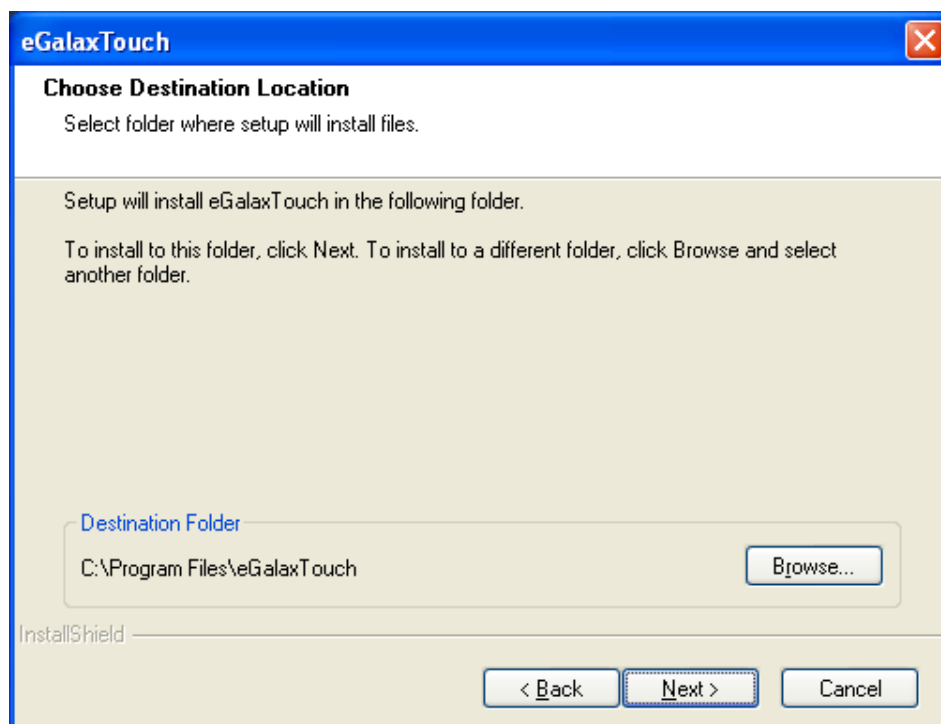 eGalaxTouch
Choose Destination Location
Select folder where setup will install files.
Setup will install eGalaxTouch in the following folder.
To install to this folder, click Next. To install to a different folder, click Browse and select
another folder.
Destination Folder
C:\Program Files\eGalaxTouch
Browse...
InstallShield
< Back
Next >
Cancel